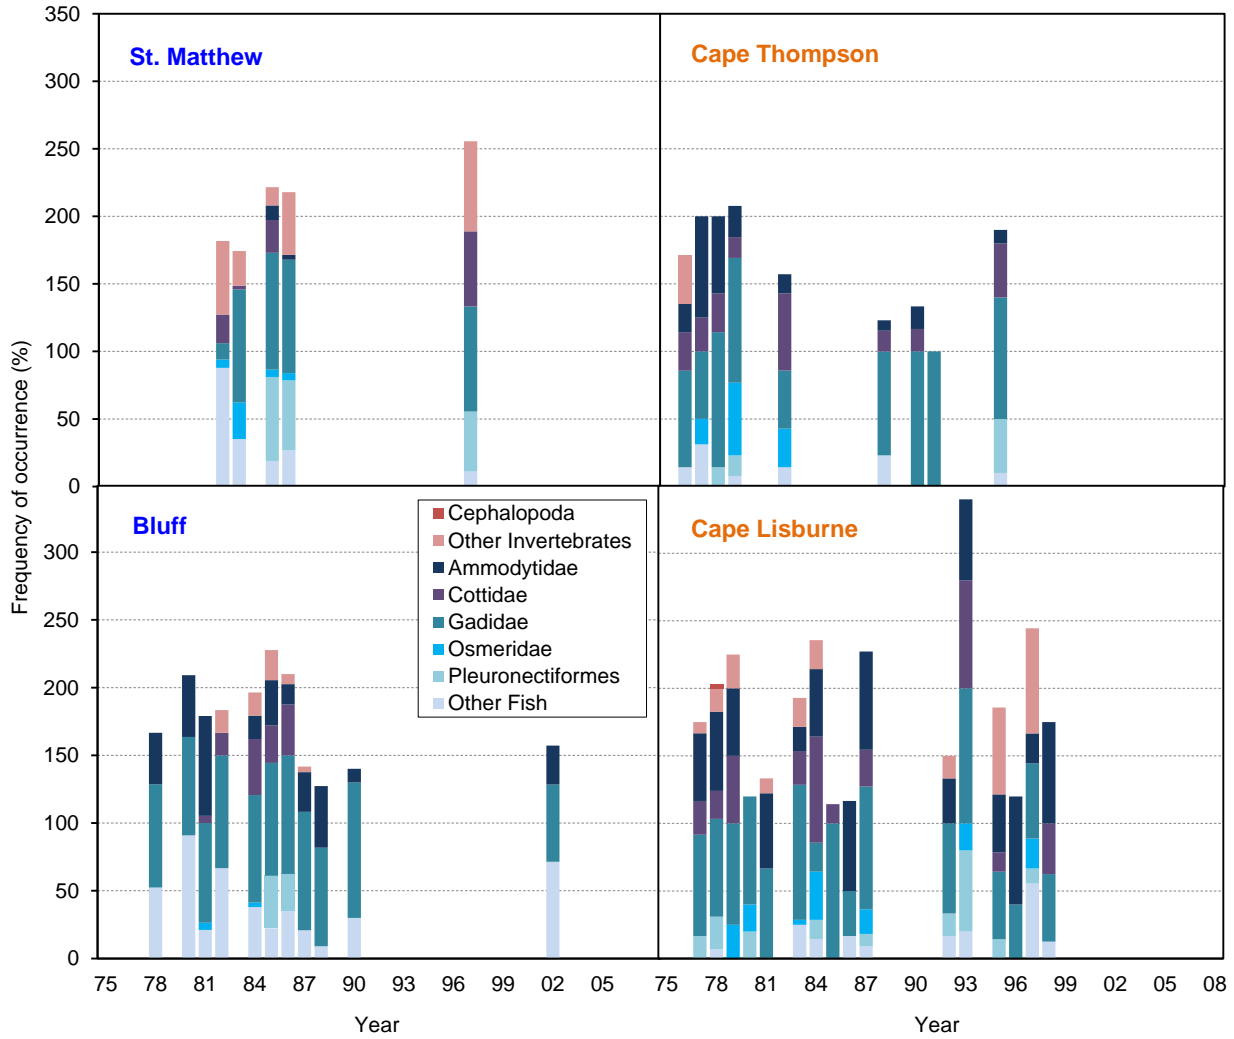 350
300
250
200
150
100
50
0
St. Matthew
Cape Thompson
Frequency of occurrence (%)
300
250
200
150
100
50
0
Bluff
Cephalopoda
Other Invertebrates
Ammodytidae
Cottidae
Gadidae
Osmeridae
Pleuronectiformes
Other Fish
Cape Lisburne
75 78 81 84 87 90 93 96 99 02 05
75 78 81 84 87 90 93 96 99 02 05 08
Year
Year